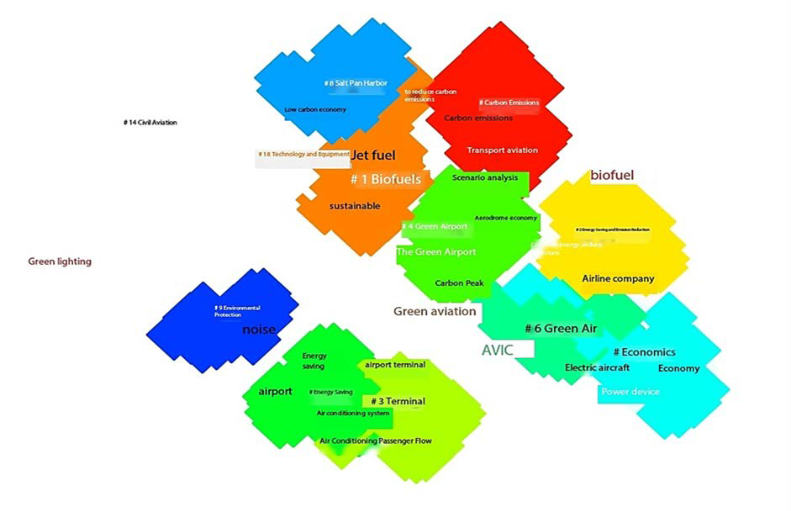 # 8 Salt Pan Harbor
to reduce carbon
emissions
# Carbon Emissions
Low carbon economy
Carbon emissions
# 14 Civil Aviation
# 18 Technology and Equipment
Jet fuel
Transport aviation
# 1 Biofuels
Scenario analysis
biofuel
sustainable
Aerodrome economy
# 4 Green Airport
# 2 Energy Saving and Emission Reduction
The Green Airport
Green lighting
Carbon Peak
Airline company
# 9 Environmental
Protection
Green aviation
noise
# 6 Green Air
AVIC
# Economics
Energy
saving
airport terminal
Electric aircraft
Economy
airport
# Energy Saving
Power device
# 3 Terminal
Air conditioning system
Air Conditioning Passenger Flow